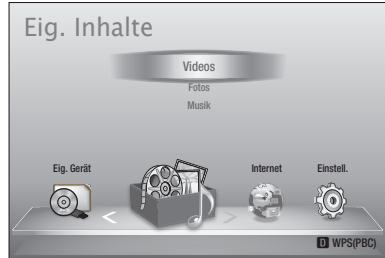 Eig. Inhalte
Videos
Fotos
Musik
Eig. Gerät
Internet
Einstell.
D WPS(PBC)